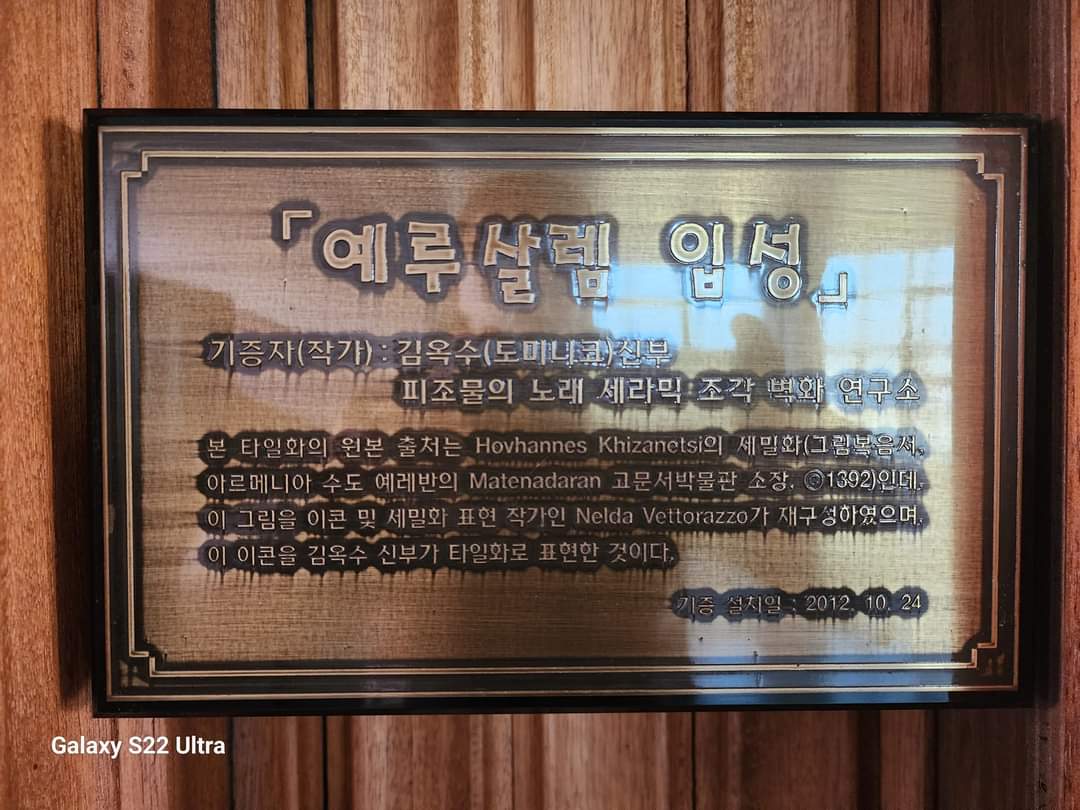 「예루살렘 입성」
기증자(작가) : 김옥수(도미니코)신부
피조물의 노래 세라믹 조각 벽화 연구소
본 타일화의 원본 출처는 Hovhannes Khizanetsi의 세밀화(그림복음서,
아르메니아 수도 예레반의 Matenadaran 고문서박물관 소장. ©1392)인데,
이 그림을 이콘 및 세밀화 표현 작가인 Nelda Vettorazzo가 재구성하였으며,
이 이콘을 김옥수 신부가 타일화로 표현한 것이다.
기증 설치일 : 2012. 10. 24
Galaxy S22 Ultra